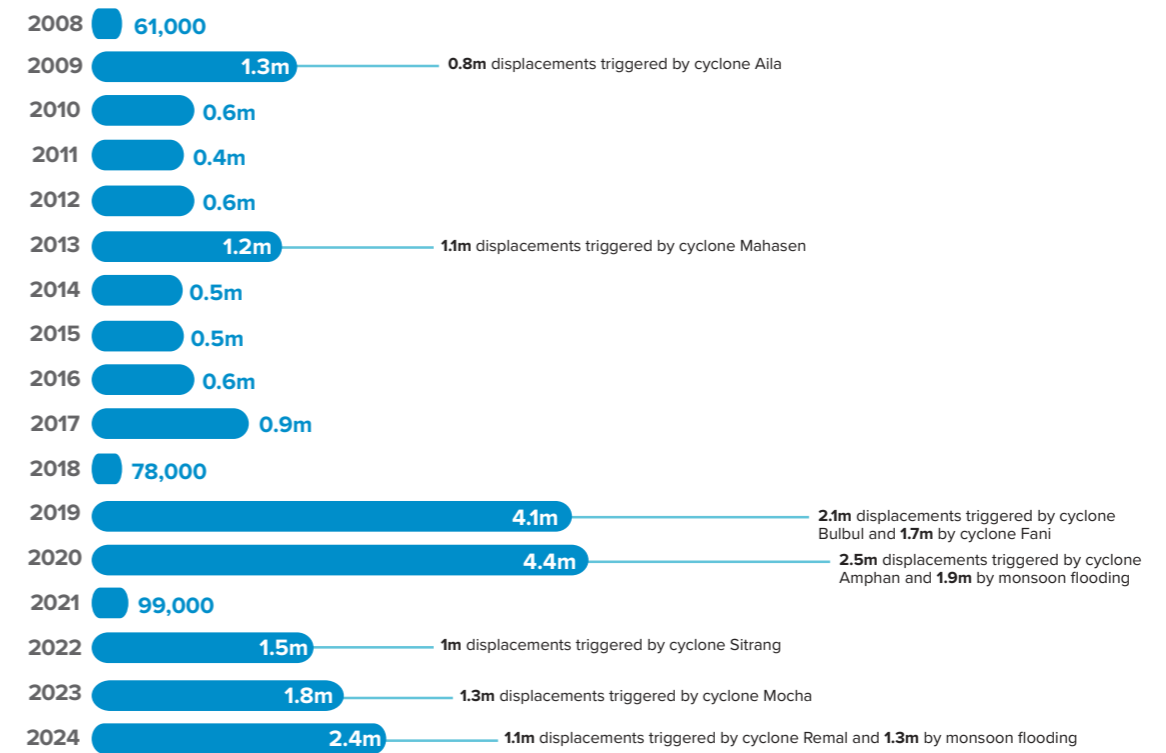 2008 61,000
2009 1.3m 0.8m displacements triggered by cyclone Aila
2010 0.6m
2011 0.4m
2012 0.6m
2013 1.2m 1.1m displacements triggered by cyclone Mahasen
2014 0.5m
2015 0.5m
2016 0.6m
2017 0.9m
2018 78,000
2019 4.1m 2.1m displacements triggered by cyclone
Bulbul and 1.7m by cyclone Fani
2020 4.4m 2.5m displacements triggered by cyclone
Amphan and 1.9m by monsoon flooding
2021 99,000
2022 1.5m 1m displacements triggered by cyclone Sitrang
2023 1.8m 1.3m displacements triggered by cyclone Mocha
2024 2.4m 1.1m displacements triggered by cyclone Remal and 1.3m by monsoon flooding